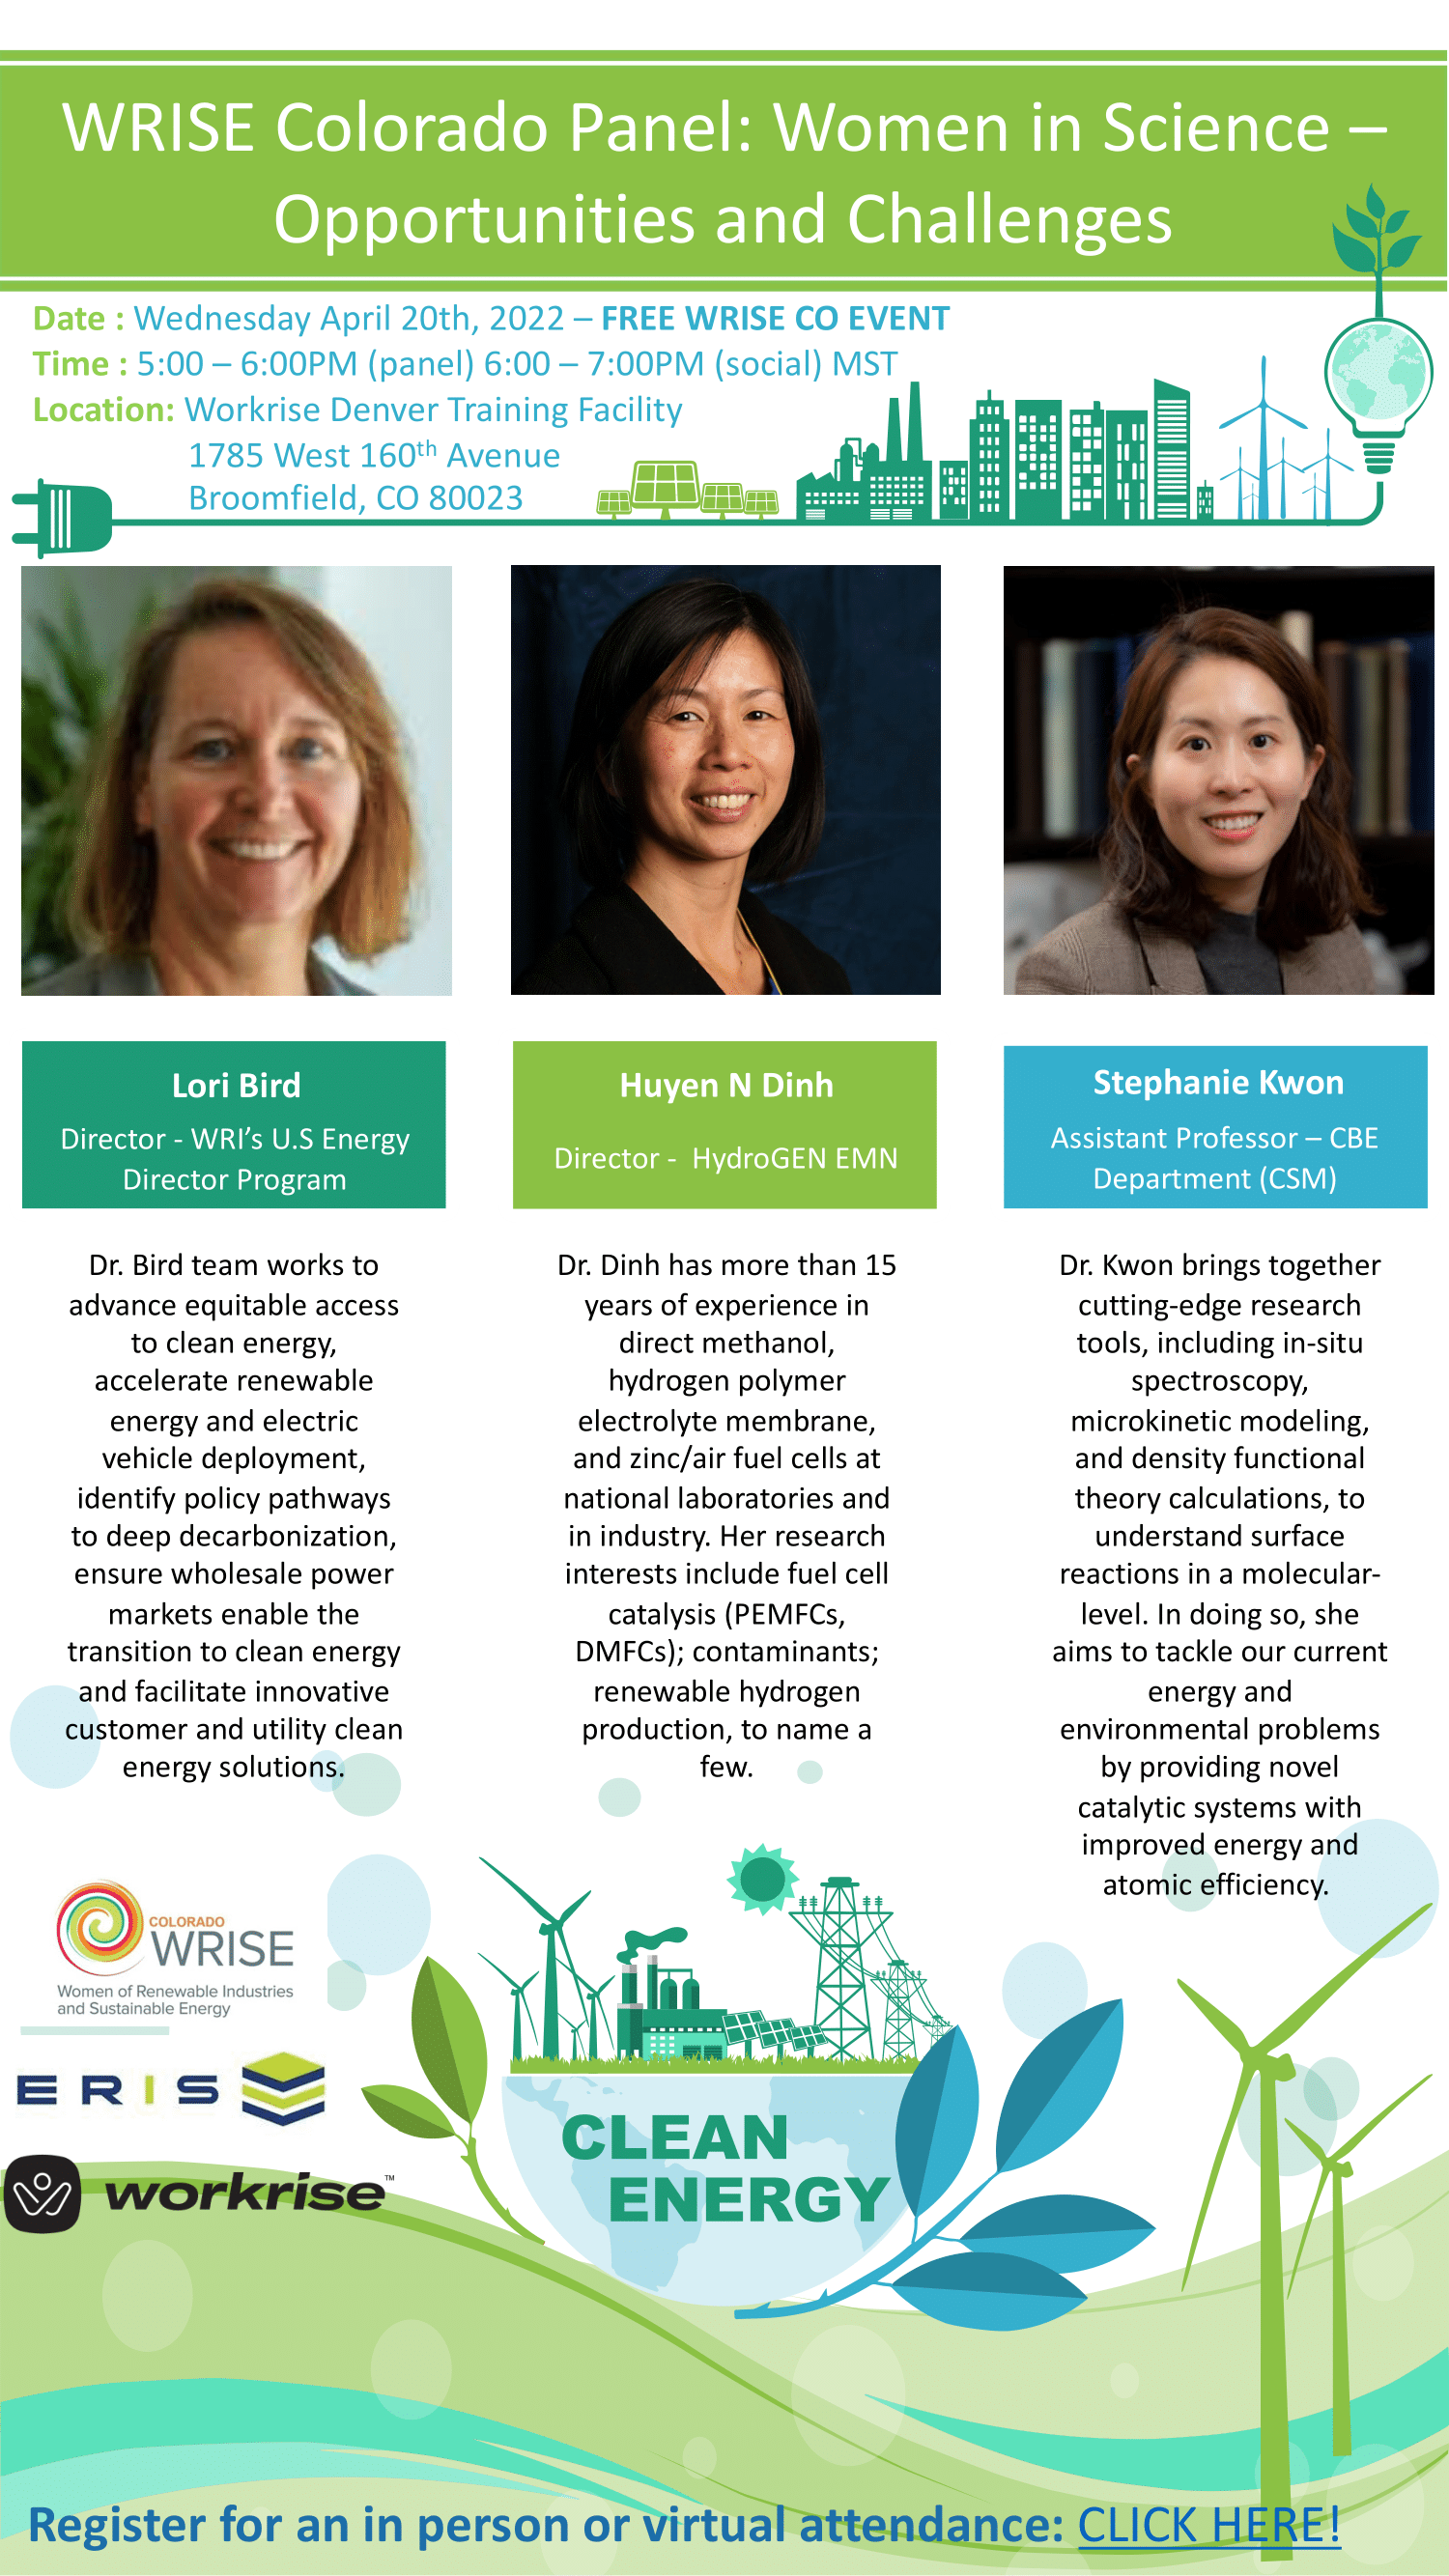 WRISE Colorado Panel: Women in Science –
Opportunities and Challenges
Date : Wednesday April 20th, 2022 – FREE WRISE CO EVENT
Time : 5:00 – 6:00PM (panel) 6:00 – 7:00PM (social) MST
Location: Workrise Denver Training Facility
1785 West 160th Avenue
Broomfield, CO 80023
Lori Bird
Director - WRI’s U.S Energy
Director Program
Dr. Bird team works to
advance equitable access
to clean energy,
accelerate renewable
energy and electric
vehicle deployment,
identify policy pathways
to deep decarbonization,
ensure wholesale power
markets enable the
transition to clean energy
and facilitate innovative
customer and utility clean
energy solutions.
Huyen N Dinh
Director - HydroGEN EMN
Dr. Dinh has more than 15
years of experience in
direct methanol,
hydrogen polymer
electrolyte membrane,
and zinc/air fuel cells at
national laboratories and
in industry. Her research
interests include fuel cell
catalysis (PEMFCs,
DMFCs); contaminants;
renewable hydrogen
production, to name a
few.
Stephanie Kwon
Assistant Professor – CBE
Department (CSM)
Dr. Kwon brings together
cutting-edge research
tools, including in-situ
spectroscopy,
microkinetic modeling,
and density functional
theory calculations, to
understand surface
reactions in a molecular-
level. In doing so, she
aims to tackle our current
energy and
environmental problems
by providing novel
catalytic systems with
improved energy and
atomic efficiency.
COLORADO
WRISE
Women of Renewable Industries
and Sustainable Energy
ERIS
workrise™
CLEAN
ENERGY
Register for an in person or virtual attendance: CLICK HERE!